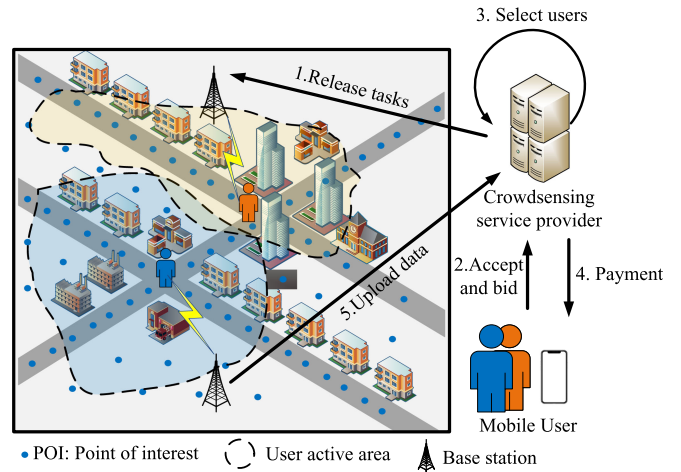 3. Select users
1.Release tasks
Crowdsensing
service provider
2.Accept
and bid
4. Payment
5.Upload data
Mobile User
POI: Point of interest
User active area
Base station